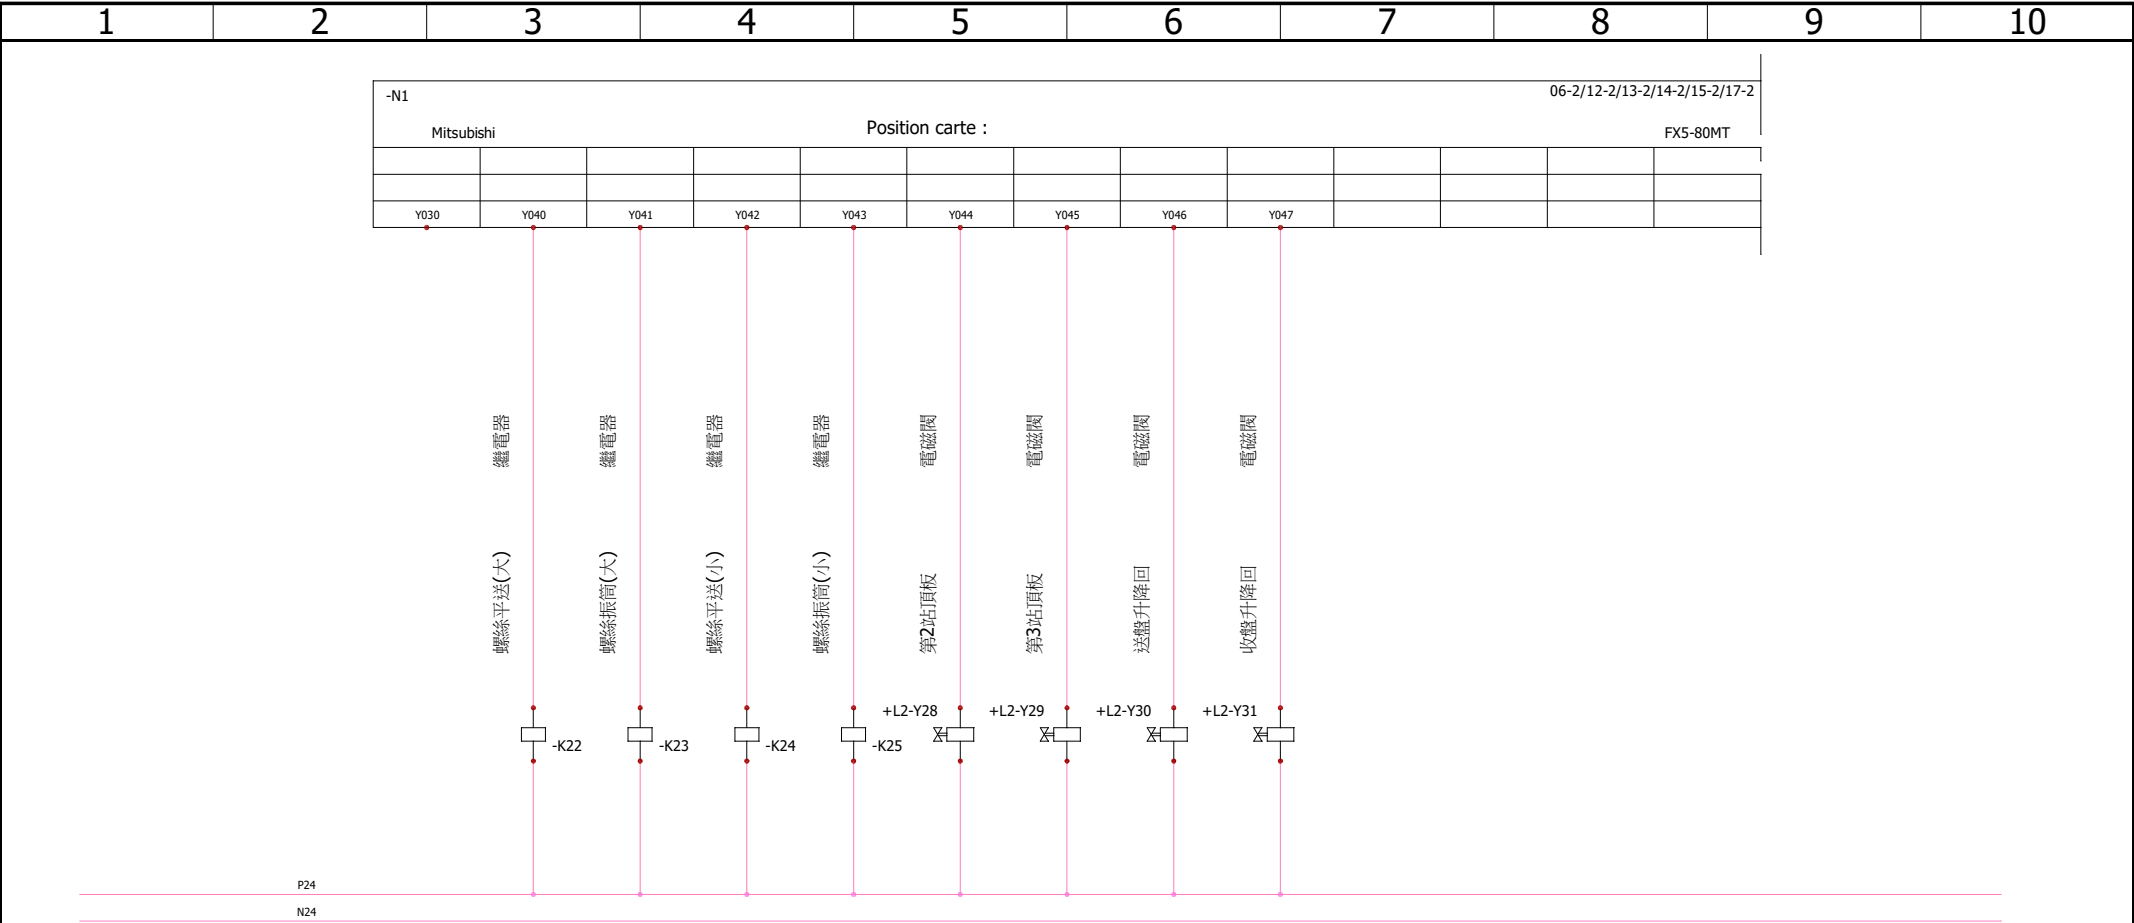 1 2 3 4 5 6 7 8 9 10
-N1 06-2/12-2/13-2/14-2/15-2/17-2
Mitsubishi Position carte : FX5-80MT
Y030 Y040 Y041 Y042 Y043 Y044 Y045 Y046 Y047
繼電器 繼電器 繼電器 繼電器 電磁閥 電磁閥 電磁閥 電磁閥
螺絲平送(大) 螺絲振筒(大) 螺絲平送(小) 螺絲振筒(小) 第2站頂板 第3站頂板 送盤升降回 收盤升降回
+L2-Y28 +L2-Y29 +L2-Y30 +L2-Y31
-K22 -K23 -K24 -K25
P24
N24